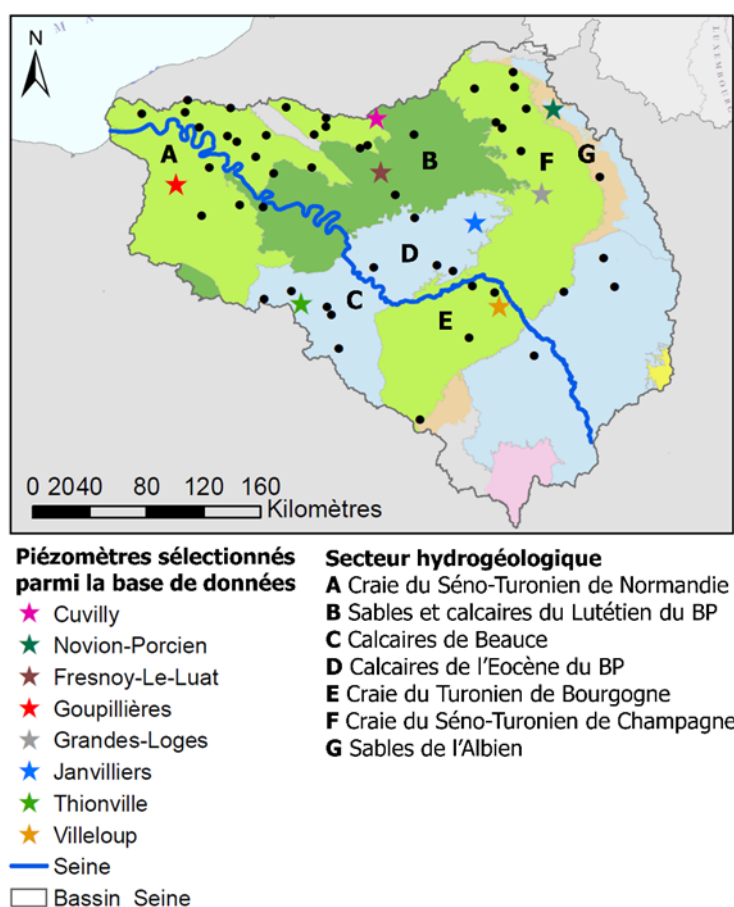 LUXEMBOURG
N
A
B
F
G
D
C
E
0 20 40 80 120 160
Kilomètres
Piézomètres sélectionnés
parmi la base de données
Cuvilly
Novion-Porcien
Fresnoy-Le-Luat
Goupillières
Grandes-Loges
Janvilliers
Thionville
Villeloup
Seine
Bassin_Seine
Secteur hydrogéologique
A Craie du Séno-Turonien de Normandie
B Sables et calcaires du Lutétien du BP
C Calcaires de Beauce
D Calcaires de l'Eocène du BP
E Craie du Turonien de Bourgogne
F Craie du Séno-Turonien de Champagne
G Sables de l'Albien